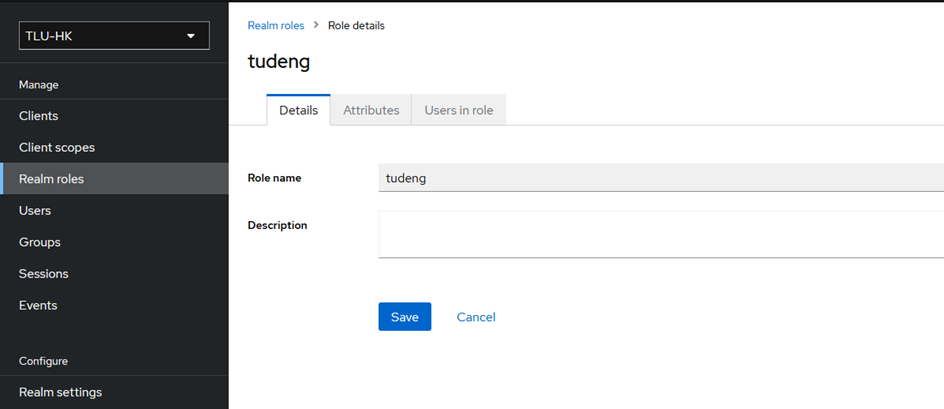 TLU-HK
Manage
Clients
Client scopes
Realm roles
Users
Groups
Sessions
Events
Configure
Realm settings
Realm roles > Role details
tudeng
Details Attributes Users in role
Role name tudeng
Description
Save Cancel